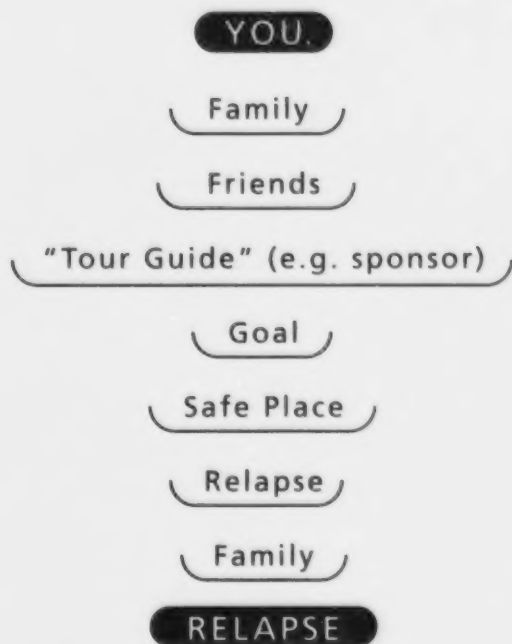 YOU.
Family
Friends
"Tour Guide" (e.g. sponsor)
Goal
Safe Place
Relapse
Family
RELAPSE